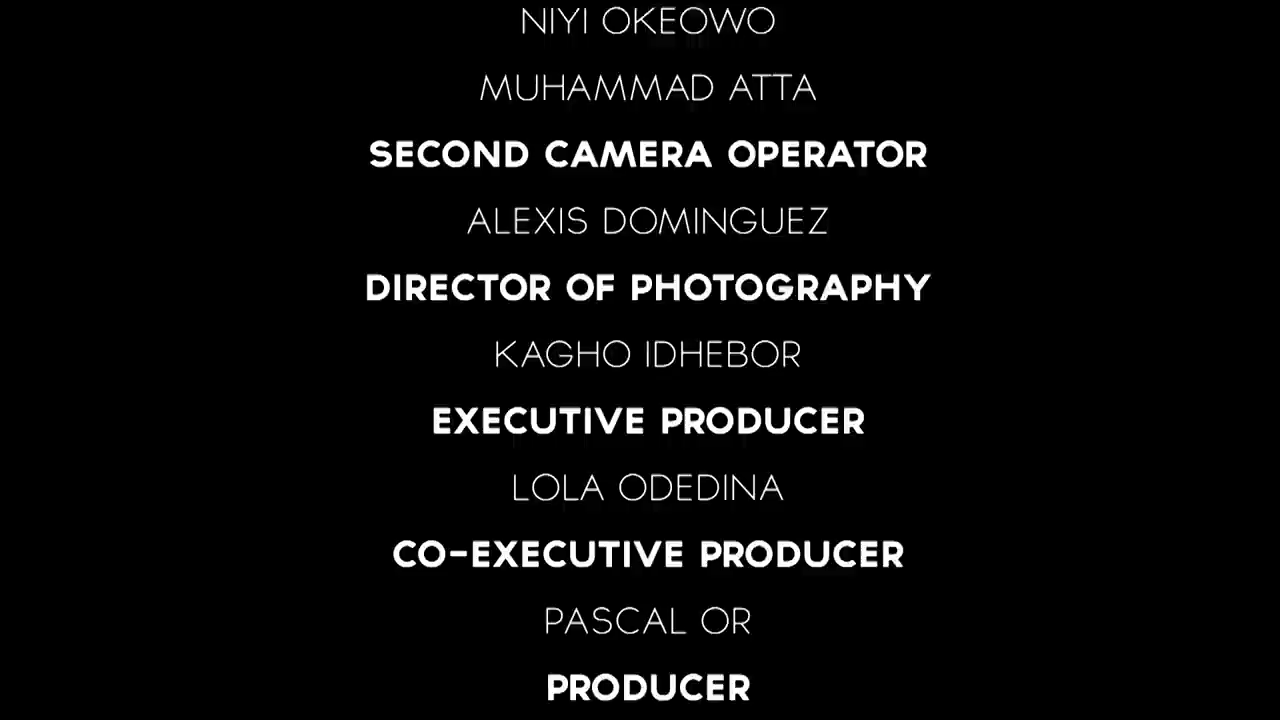 NIYI OKEOWO
MUHAMMAD ATTA
SECOND CAMERA OPERATOR
ALEXIS DOMINGUEZ
DIRECTOR OF PHOTOGRAPHY
KAGHO IDHEBOR
EXECUTIVE PRODUCER
LOLA ODEDINA
CO-EXECUTIVE PRODUCER
PASCAL OR
PRODUCER